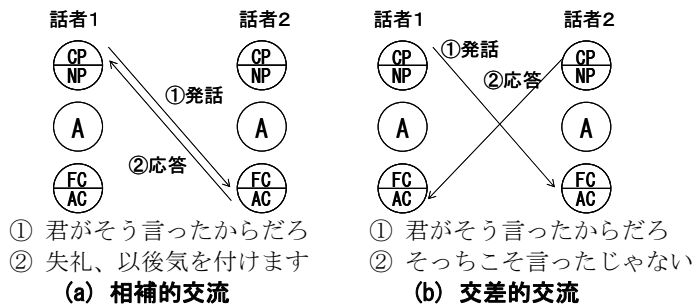 話者1 話者2 話者1 話者2
CP CP CP CP
NP NP NP NP
①発話
②応答
①発話
②応答
A A A A
FC FC FC FC
AC AC AC AC
① 君がそう言ったからだろ
② 失礼、以後気を付けます
(a) 相補的交流
① 君がそう言ったからだろ
② そっちこそ言ったじゃない
(b) 交差的交流